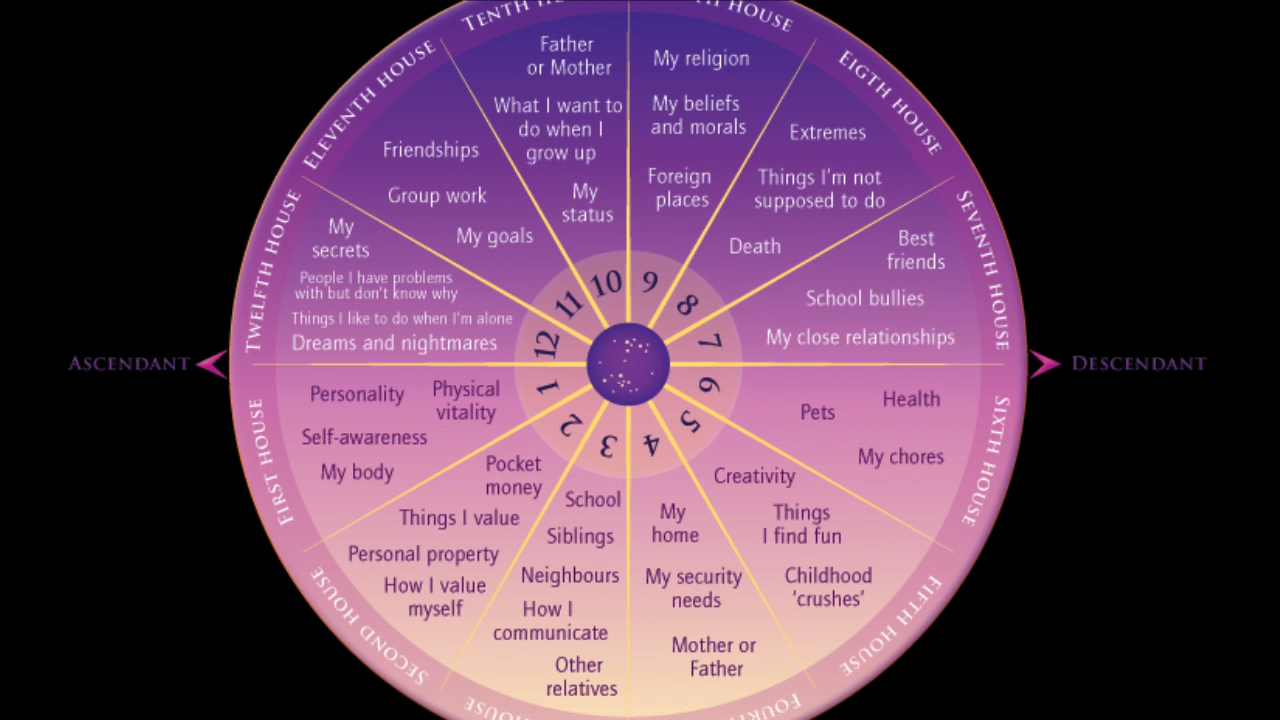 TENTH
HOUSE
EIGTH HOUSE
SEVENTH HOUSE
SIXTH HOUSE
FIFTH HOUSE
SECOND HOUSE
FIRST HOUSE
TWELFTH HOUSE
ELEVENTH HOUSE
ASCENDANT
DESCENDANT
Father
or Mother
What I want to
do when I
grow up
My
status
10
My religion
My beliefs
and morals
Foreign
places
9
Extremes
Things I'm not
supposed to do
Death
8
Best
friends
School bullies
My close relationships
7
Health
Pets
My chores
6
Creativity
Things
I find fun
Childhood
'crushes'
5
My
home
My security
needs
Mother or
Father
4
School
Siblings
Neighbours
How I
communicate
Other
relatives
3
Pocket
money
Things I value
Personal property
How I value
myself
2
Personality
Physical
vitality
Self-awareness
My body
1
My
secrets
People I have problems
with but don't know why
Things I like to do when I'm alone
Dreams and nightmares
12
Friendships
Group work
My goals
11